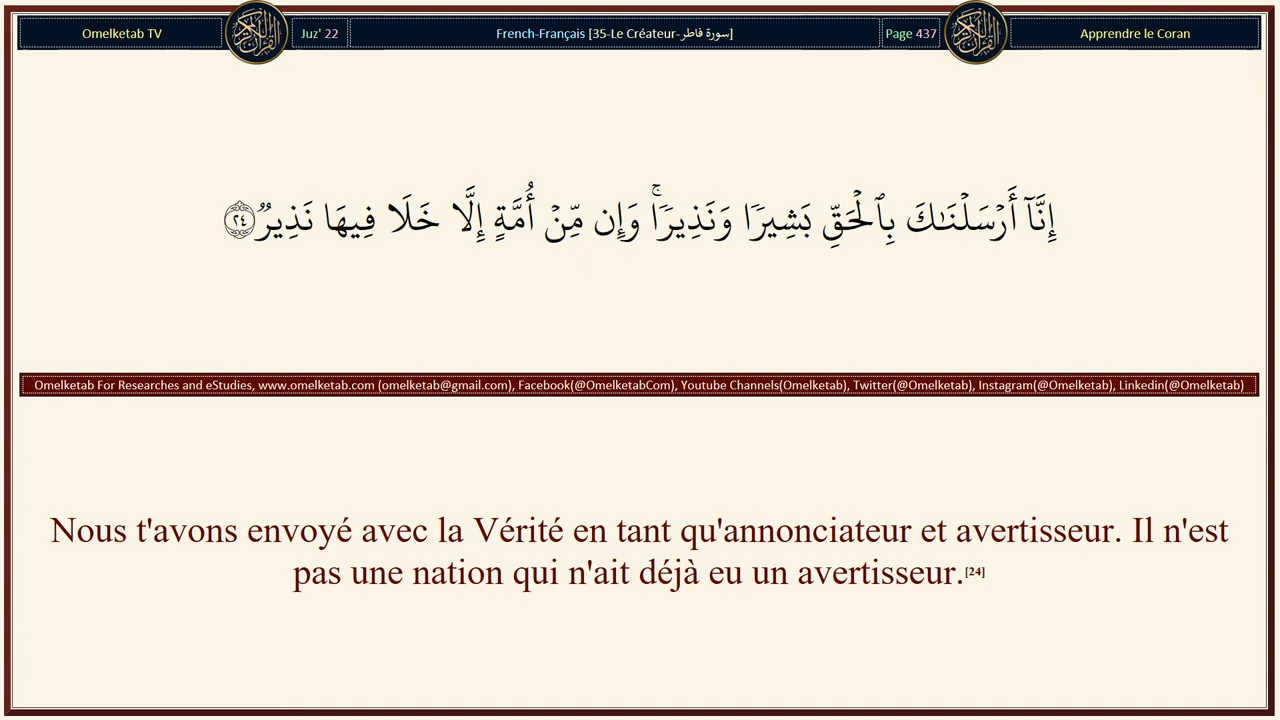 Omelketab TV
Juz' 22
French-Français [35-Le Créateur-سورة فاطر]
Page 437
Apprendre le Coran
إِنَّآ أَرۡسَلۡنَٰكَ بِٱلۡحَقِّ بَشِيرٗا وَنَذِيرٗاۚ وَإِن مِّنۡ أُمَّةٍ إِلَّا خَلَا فِيهَا نَذِيرٞ ٢٤
Omelketab For Researches and eStudies, www.omelketab.com (omelketab@gmail.com), Facebook(@OmelketabCom), Youtube Channels(Omelketab), Twitter(@Omelketab), Instagram(@Omelketab), Linkedin(@Omelketab)
Nous t'avons envoyé avec la Vérité en tant qu'annonciateur et avertisseur. Il n'est
pas une nation qui n'ait déjà eu un avertisseur.[24]